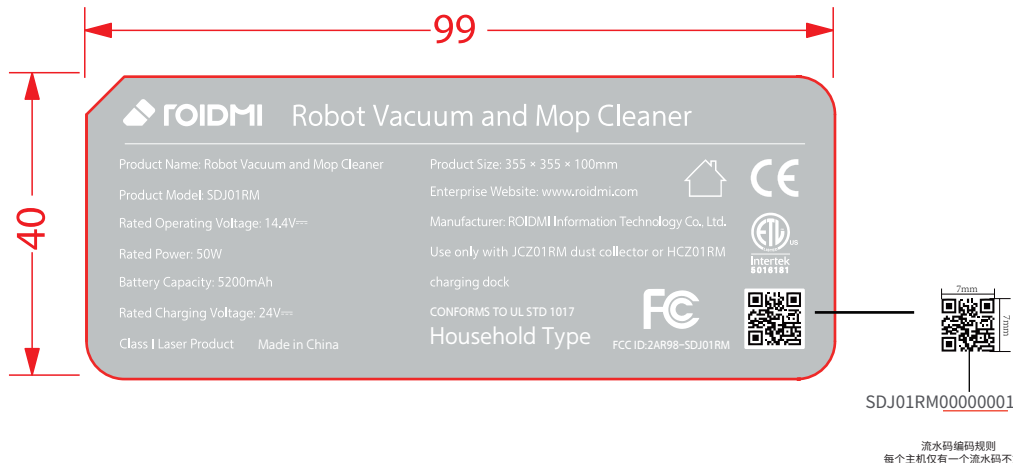 99
40
ROIDMI Robot Vacuum and Mop Cleaner
Product Name: Robot Vacuum and Mop Cleaner
Product Model: SDJ01RM
Rated Operating Voltage: 14.4V⎓
Rated Power: 50W
Battery Capacity: 5200mAh
Rated Charging Voltage: 24V⎓
Class I Laser Product Made in China
Product Size: 355 × 355 × 100mm
Enterprise Website: www.roidmi.com
Manufacturer: ROIDMI Information Technology Co., Ltd.
Use only with JCZ01RM dust collector or HCZ01RM
charging dock
CONFORMS TO UL STD 1017
Household Type
FC
FCC ID:2AR98-SDJ01RM
CE
ETL US
Intertek
5016181
7mm
7mm
SDJ01RM00000001
流水码编码规则
每个主机仅有一个流水码不